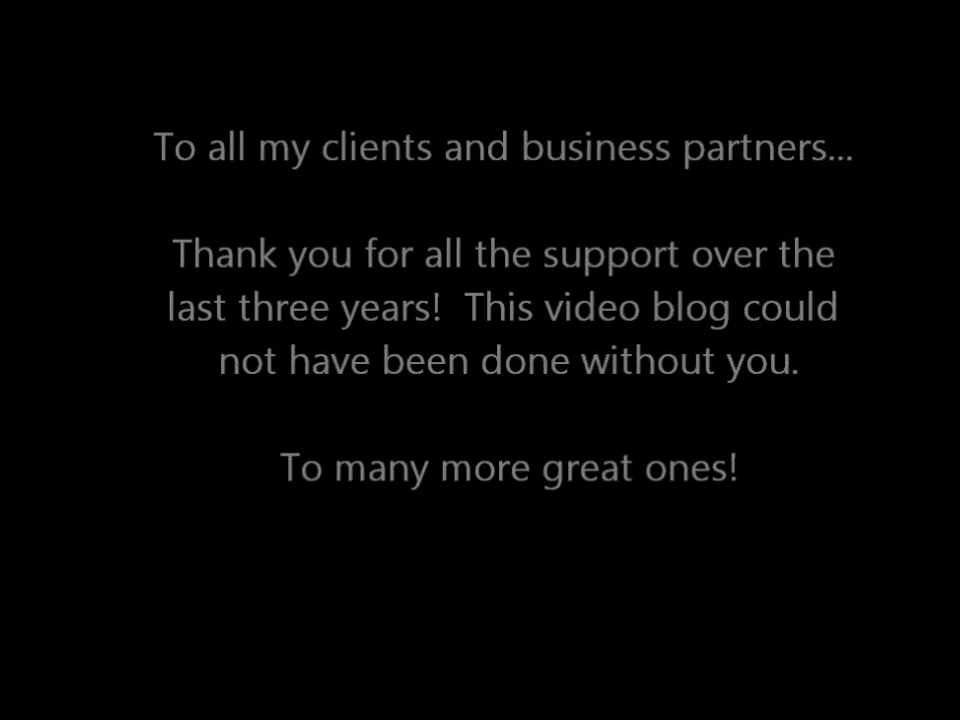 To all my clients and business partners...
Thank you for all the support over the
last three years!  This video blog could
not have been done without you.
To many more great ones!